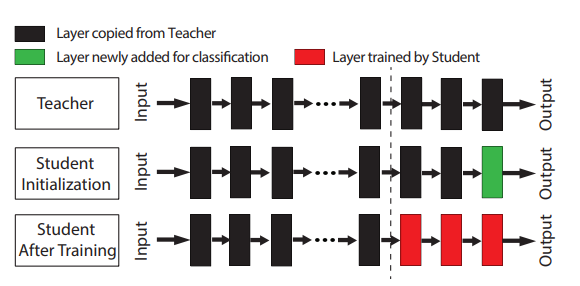 Layer copied from Teacher
Layer newly added for classification
Layer trained by Student
Teacher
Input
Output
Student
Initialization
Input
Output
Student
After Training
Input
Output